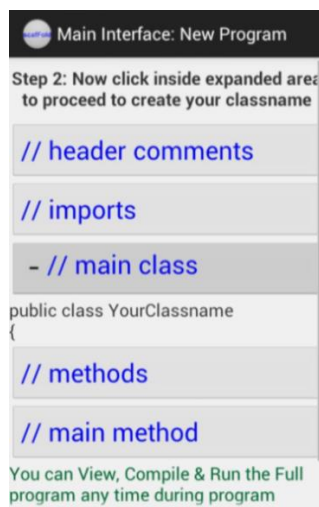 Main Interface: New Program
Step 2: Now click inside expanded area
to proceed to create your classname
// header comments
// imports
- // main class
public class YourClassname
{
// methods
// main method
You can View, Compile & Run the Full
program any time during program